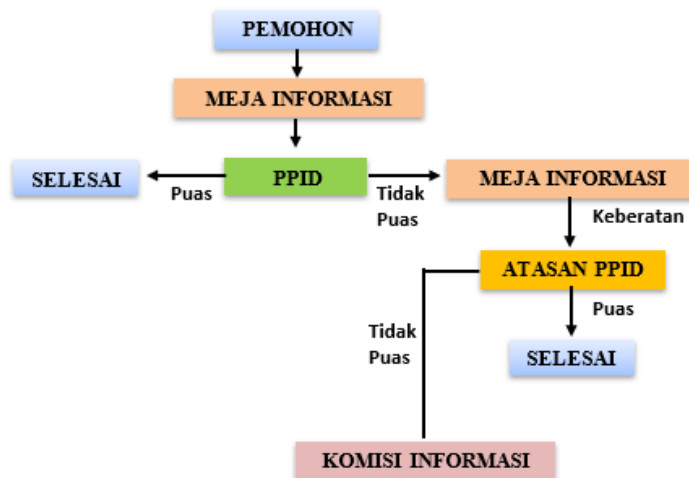 PEMOHON
MEJA INFORMASI
SELESAI
Puas
PPID
Tidak
Puas
MEJA INFORMASI
Keberatan
ATASAN PPID
Tidak
Puas
Puas
SELESAI
KOMISI INFORMASI